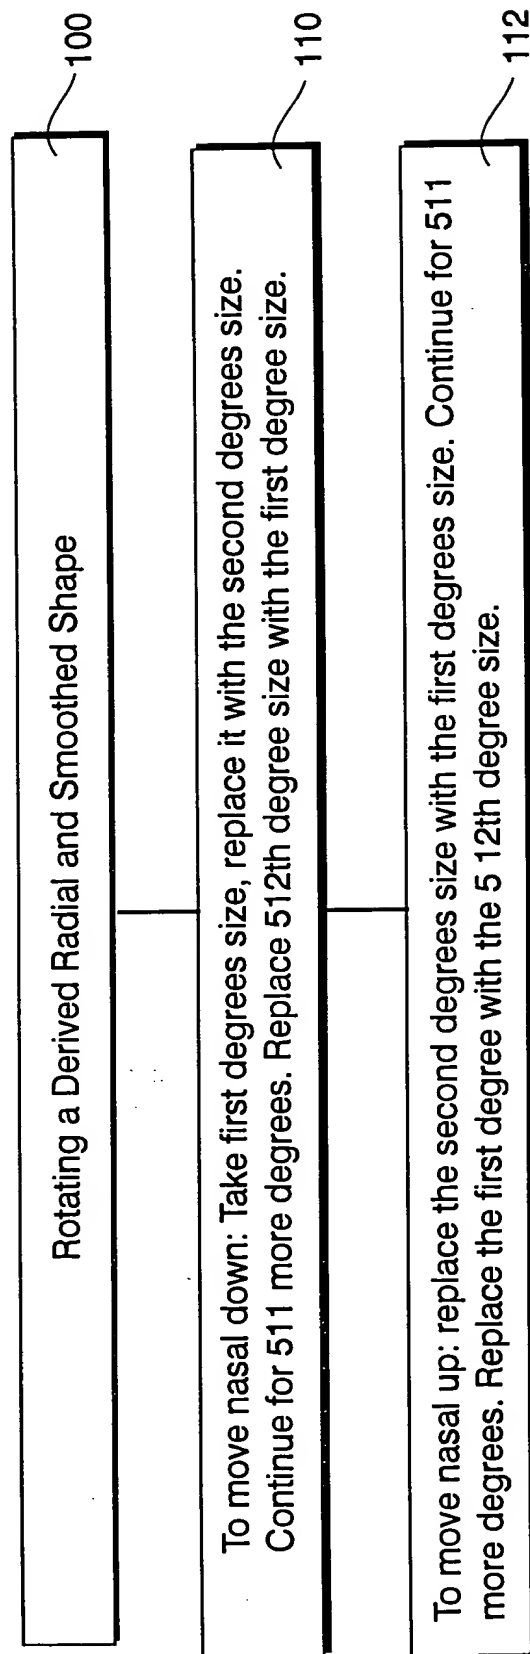 Rotating a Derived Radial and Smoothed Shape
100
To move nasal down: Take first degrees size, replace it with the second degrees size.
Continue for 511 more degrees. Replace 512th degree size with the first degree size.
110
To move nasal up: replace the second degrees size with the first degrees size. Continue for 511
more degrees. Replace the first degree with the 5 12th degree size.
112